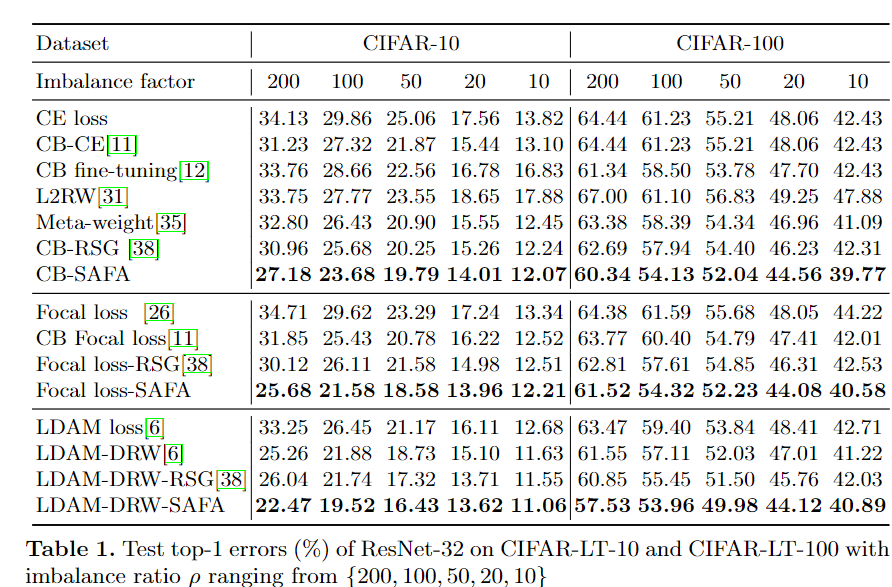 Dataset CIFAR-10 CIFAR-100
Imbalance factor 200 100 50 20 10 200 100 50 20 10
CE loss 34.13 29.86 25.06 17.56 13.82 64.44 61.23 55.21 48.06 42.43
CB-CE[11] 31.23 27.32 21.87 15.44 13.10 64.44 61.23 55.21 48.06 42.43
CB fine-tuning[12] 33.76 28.66 22.56 16.78 16.83 61.34 58.50 53.78 47.70 42.43
L2RW[31] 33.75 27.77 23.55 18.65 17.88 67.00 61.10 56.83 49.25 47.88
Meta-weight[35] 32.80 26.43 20.90 15.55 12.45 63.38 58.39 54.34 46.96 41.09
CB-RSG [38] 30.96 25.68 20.25 15.26 12.24 62.69 57.94 54.40 46.23 42.31
CB-SAFA 27.18 23.68 19.79 14.01 12.07 60.34 54.13 52.04 44.56 39.77
Focal loss [26] 34.71 29.62 23.29 17.24 13.34 64.38 61.59 55.68 48.05 44.22
CB Focal loss[11] 31.85 25.43 20.78 16.22 12.52 63.77 60.40 54.79 47.41 42.01
Focal loss-RSG[38] 30.12 26.11 21.58 14.98 12.51 62.81 57.61 54.85 46.31 42.53
Focal loss-SAFA 25.68 21.58 18.58 13.96 12.21 61.52 54.32 52.23 44.08 40.58
LDAM loss[6] 33.25 26.45 21.17 16.11 12.68 63.47 59.40 53.84 48.41 42.71
LDAM-DRW[6] 25.26 21.88 18.73 15.10 11.63 61.55 57.11 52.03 47.01 41.22
LDAM-DRW-RSG[38] 26.04 21.74 17.32 13.71 11.55 60.85 55.45 51.50 45.76 42.03
LDAM-DRW-SAFA 22.47 19.52 16.43 13.62 11.06 57.53 53.96 49.98 44.12 40.89
Table 1. Test top-1 errors (%) of ResNet-32 on CIFAR-LT-10 and CIFAR-LT-100 with
imbalance ratio ρ ranging from {200, 100, 50, 20, 10}